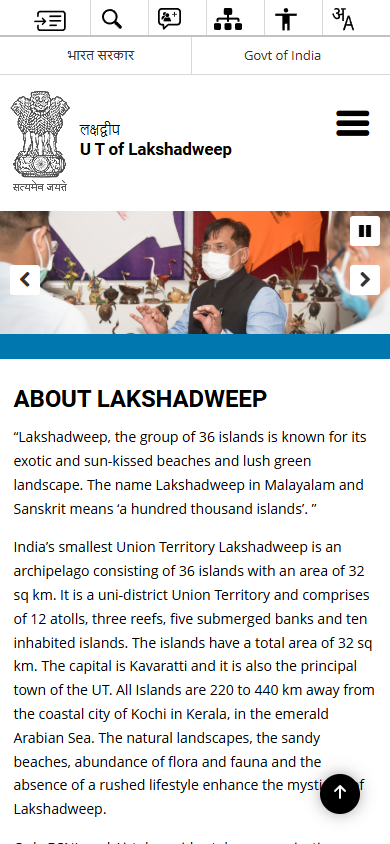 अ A
भारत सरकार
Govt of India
लक्षद्वीप
U T of Lakshadweep
सत्यमेव जयते
ABOUT LAKSHADWEEP
“Lakshadweep, the group of 36 islands is known for its
exotic and sun-kissed beaches and lush green
landscape. The name Lakshadweep in Malayalam and
Sanskrit means ‘a hundred thousand islands’. ”
India’s smallest Union Territory Lakshadweep is an
archipelago consisting of 36 islands with an area of 32
sq km. It is a uni-district Union Territory and comprises
of 12 atolls, three reefs, five submerged banks and ten
inhabited islands. The islands have a total area of 32 sq
km. The capital is Kavaratti and it is also the principal
town of the UT. All Islands are 220 to 440 km away from
the coastal city of Kochi in Kerala, in the emerald
Arabian Sea. The natural landscapes, the sandy
beaches, abundance of flora and fauna and the
absence of a rushed lifestyle enhance the
Lakshadweep.